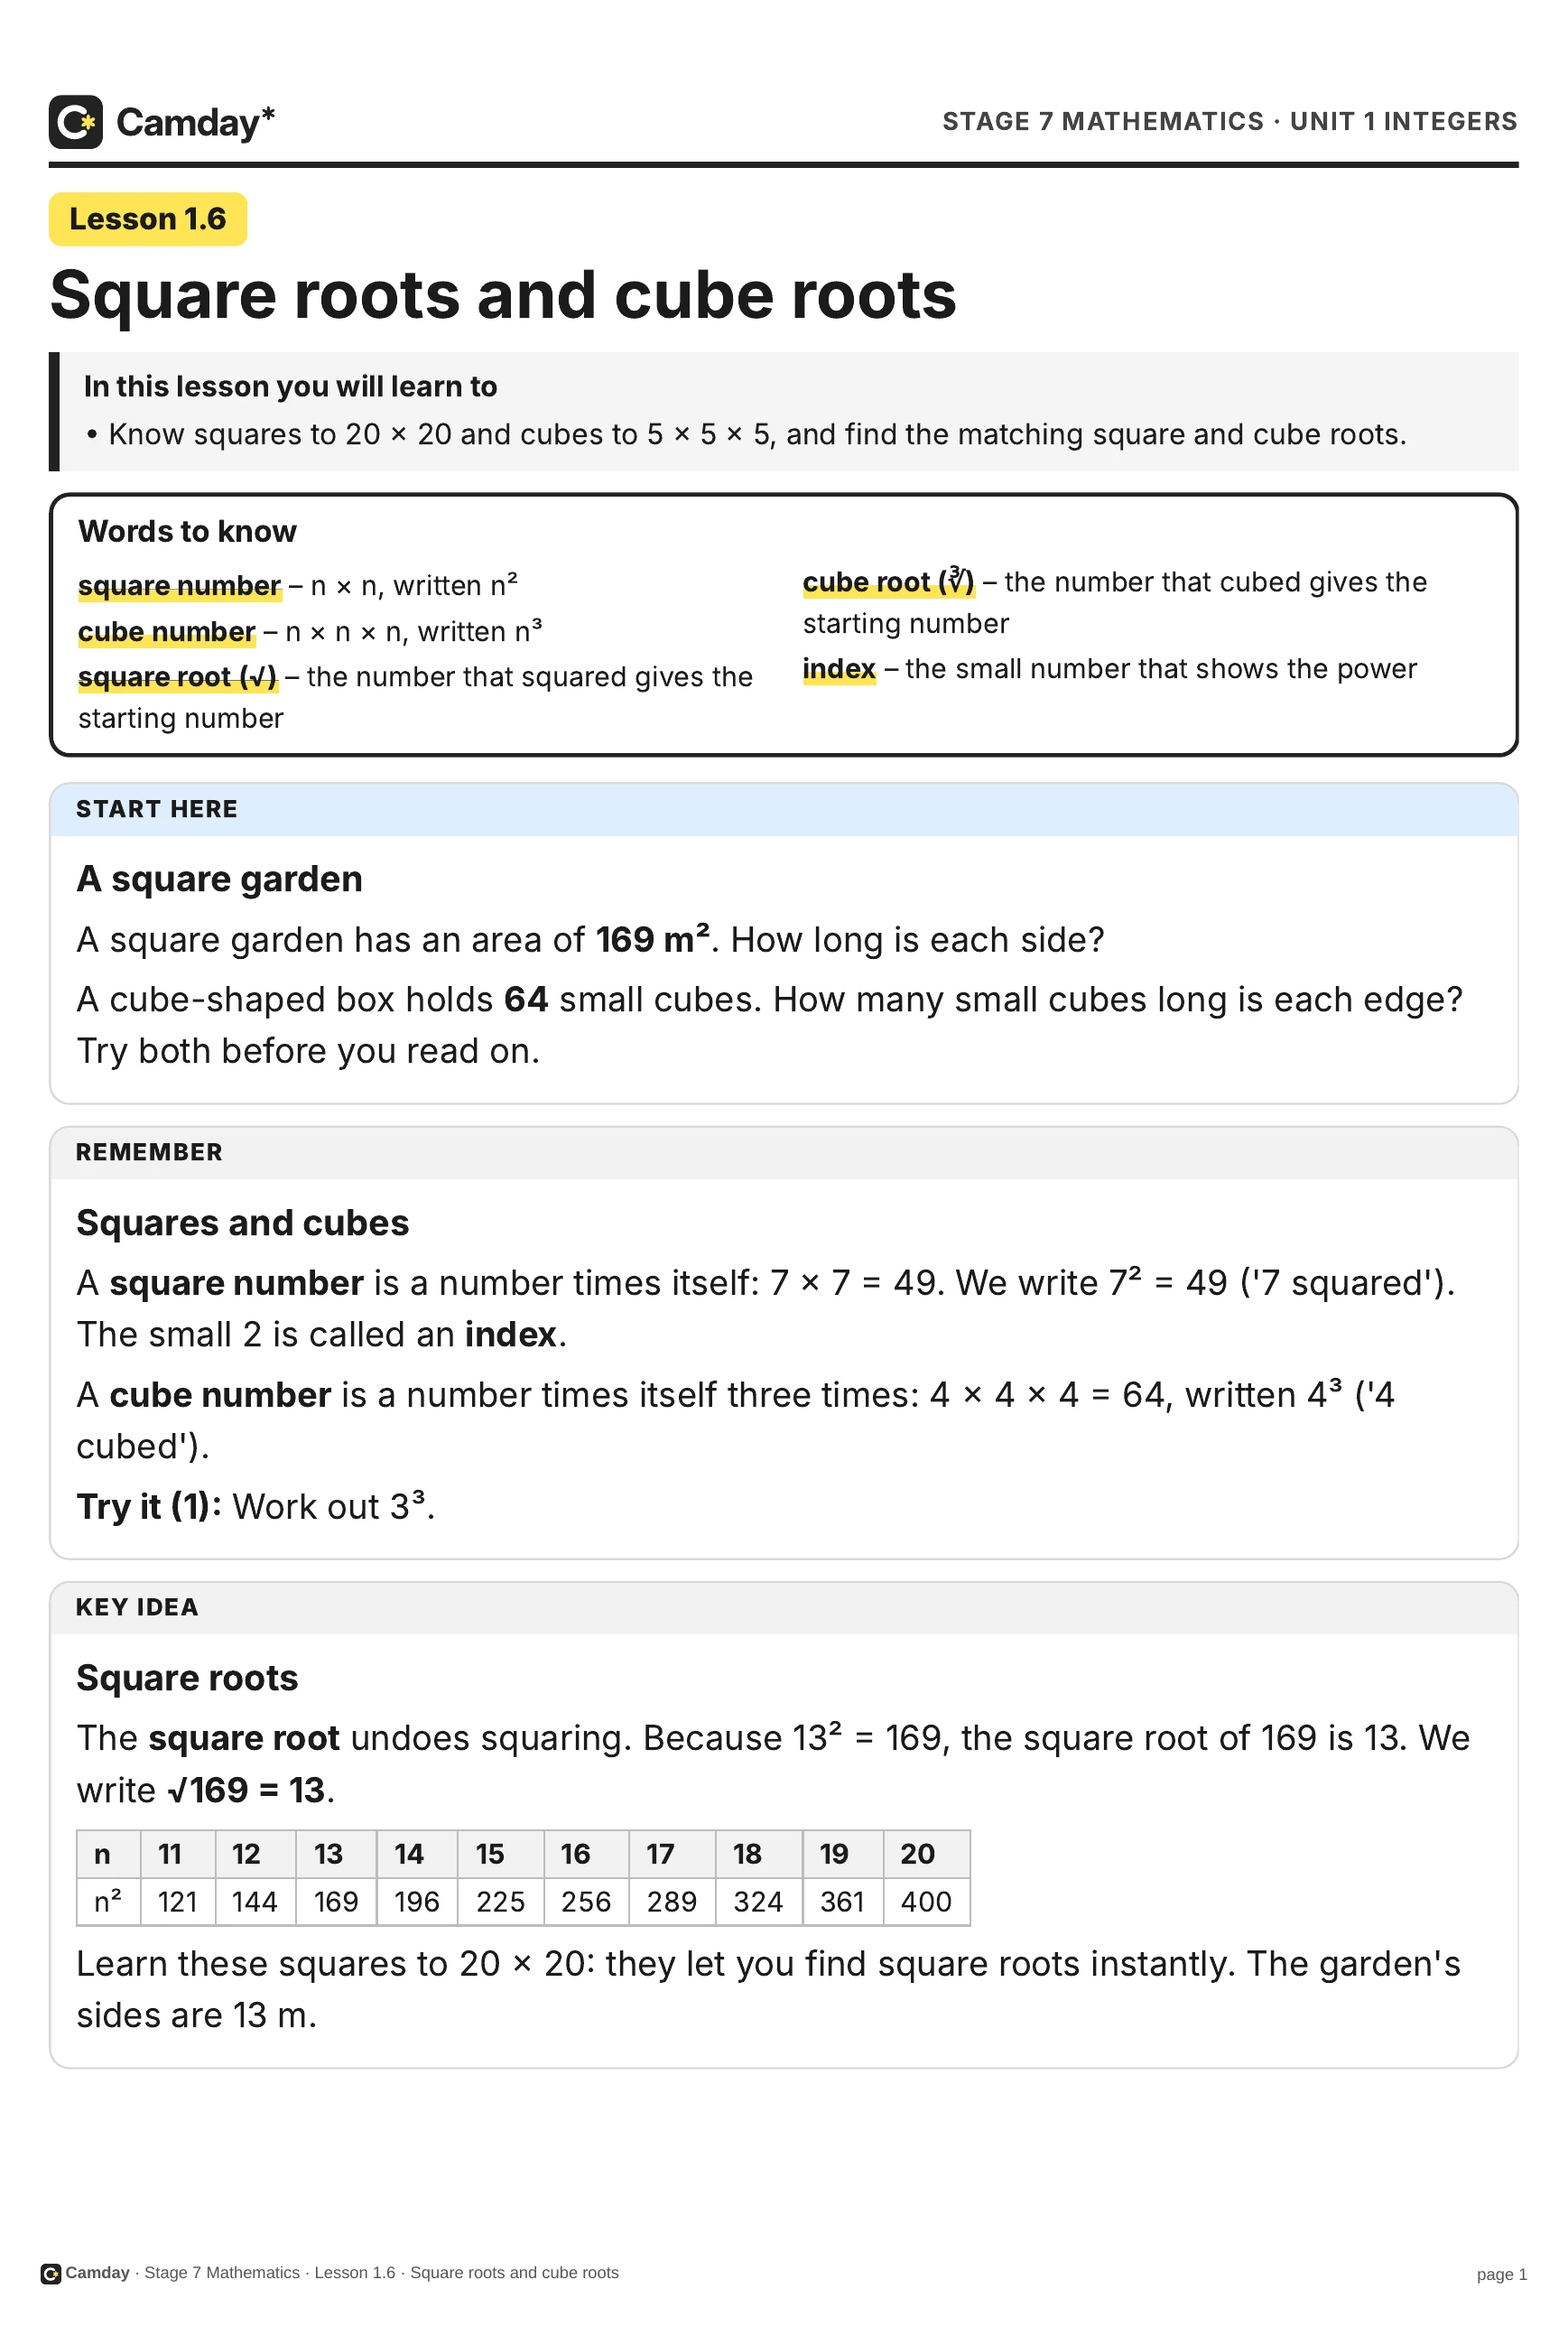 Camday*
STAGE 7 MATHEMATICS · UNIT 1 INTEGERS
Lesson 1.6
Square roots and cube roots
In this lesson you will learn to
• Know squares to 20 × 20 and cubes to 5 × 5 × 5, and find the matching square and cube roots.
Words to know
square number – n × n, written n²
cube number – n × n × n, written n³
square root (√) – the number that squared gives the
starting number
cube root (∛) – the number that cubed gives the
starting number
index – the small number that shows the power
START HERE
A square garden
A square garden has an area of 169 m². How long is each side?
A cube-shaped box holds 64 small cubes. How many small cubes long is each edge?
Try both before you read on.
REMEMBER
Squares and cubes
A square number is a number times itself: 7 × 7 = 49. We write 7² = 49 ('7 squared').
The small 2 is called an index.
A cube number is a number times itself three times: 4 × 4 × 4 = 64, written 4³ ('4
cubed').
Try it (1): Work out 3³.
KEY IDEA
Square roots
The square root undoes squaring. Because 13² = 169, the square root of 169 is 13. We
write √169 = 13.
n 11 12 13 14 15 16 17 18 19 20
n² 121 144 169 196 225 256 289 324 361 400
Learn these squares to 20 × 20: they let you find square roots instantly. The garden's
sides are 13 m.
Camday · Stage 7 Mathematics · Lesson 1.6 · Square roots and cube roots
page 1